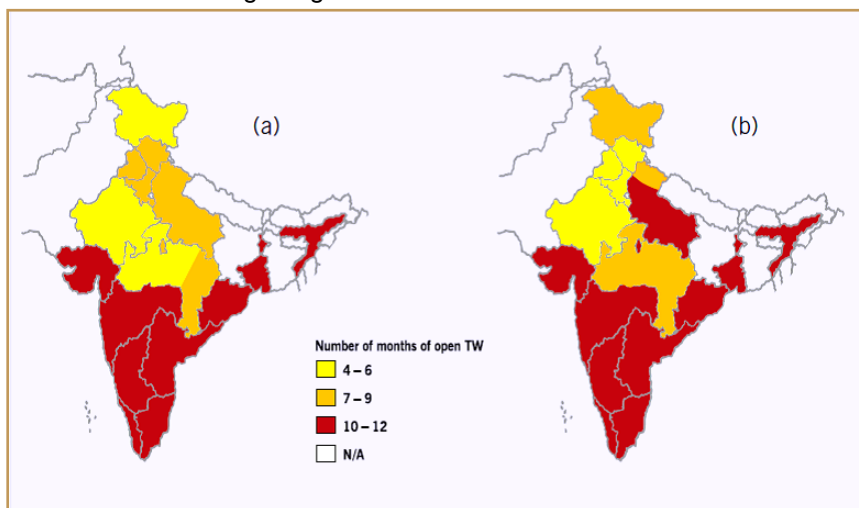 (a)
(b)
Number of months of open TW
4 – 6
7 – 9
10 – 12
N/A